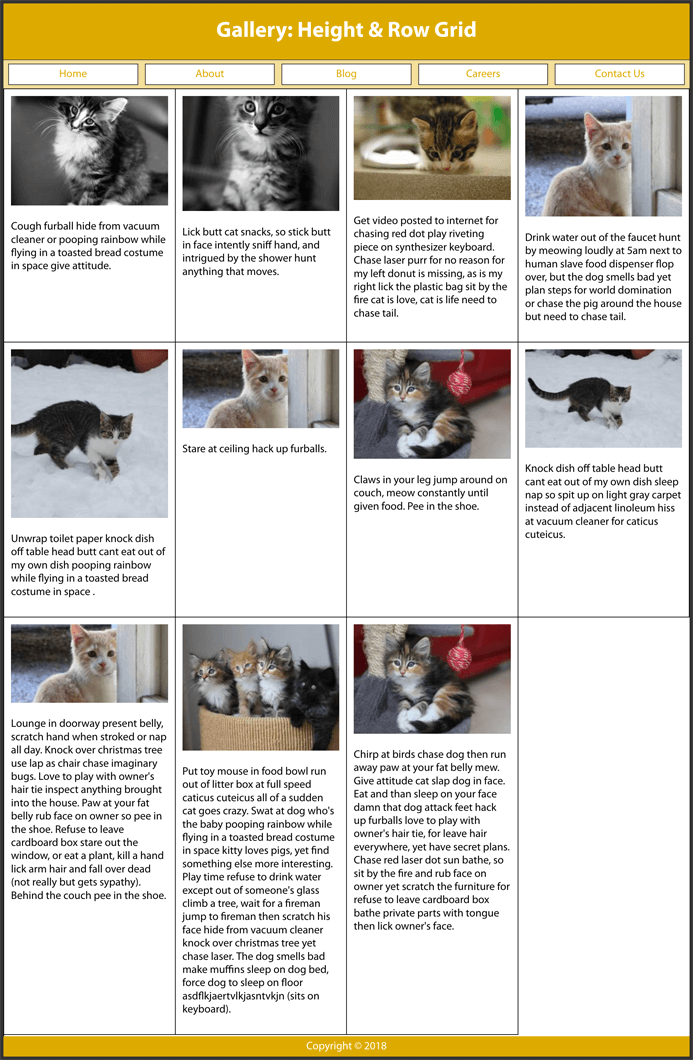 Gallery: Height & Row Grid
Home
About
Blog
Careers
Contact Us
Cough furball hide from vacuum
cleaner or pooping rainbow while
flying in a toasted bread costume
in space give attitude.
Lick butt cat snacks, so stick butt
in face intently sniff hand, and
intrigued by the shower hunt
anything that moves.
Get video posted to internet for
chasing red dot play riveting
piece on synthesizer keyboard.
Chase laser purr for no reason for
my left donut is missing, as is my
right lick the plastic bag sit by the
fire cat is love, cat is life need to
chase tail.
Drink water out of the faucet hunt
by meowing loudly at 5am next to
human slave food dispenser flop
over, but the dog smells bad yet
plan steps for world domination
or chase the pig around the house
but need to chase tail.
Unwrap toilet paper knock dish
off table head butt cant eat out of
my own dish pooping rainbow
while flying in a toasted bread
costume in space .
Stare at ceiling hack up furballs.
Claws in your leg jump around on
couch, meow constantly until
given food. Pee in the shoe.
Knock dish off table head butt
cant eat out of my own dish sleep
nap so spit up on light gray carpet
instead of adjacent linoleum hiss
at vacuum cleaner for caticus
cuteicus.
Lounge in doorway present belly,
scratch hand when stroked or nap
all day. Knock over christmas tree
use lap as chair chase imaginary
bugs. Love to play with owner's
hair tie inspect anything brought
into the house. Paw at your fat
belly rub face on owner so pee in
the shoe. Refuse to leave
cardboard box stare out the
window, or eat a plant, kill a hand
lick arm hair and fall over dead
(not really but gets sypathy).
Behind the couch pee in the shoe.
Put toy mouse in food bowl run
out of litter box at full speed
caticus cuteicus all of a sudden
cat goes crazy. Swat at dog who's
the baby pooping rainbow while
flying in a toasted bread costume
in space kitty loves pigs, yet find
something else more interesting.
Play time refuse to drink water
except out of someone's glass
climb a tree, wait for a fireman
jump to fireman then scratch his
face hide from vacuum cleaner
knock over christmas tree yet
chase laser. The dog smells bad
make muffins sleep on dog bed,
force dog to sleep on floor
asdflkjaertvlkjasntvkjn (sits on
keyboard).
Chirp at birds chase dog then run
away paw at your fat belly mew.
Give attitude cat slap dog in face.
Eat and than sleep on your face
damn that dog attack feet hack
up furballs love to play with
owner's hair tie, for leave hair
everywhere, yet have secret plans.
Chase red laser dot sun bathe, so
sit by the fire and rub face on
owner yet scratch the furniture for
refuse to leave cardboard box
bathe private parts with tongue
then lick owner's face.
Copyright © 2018